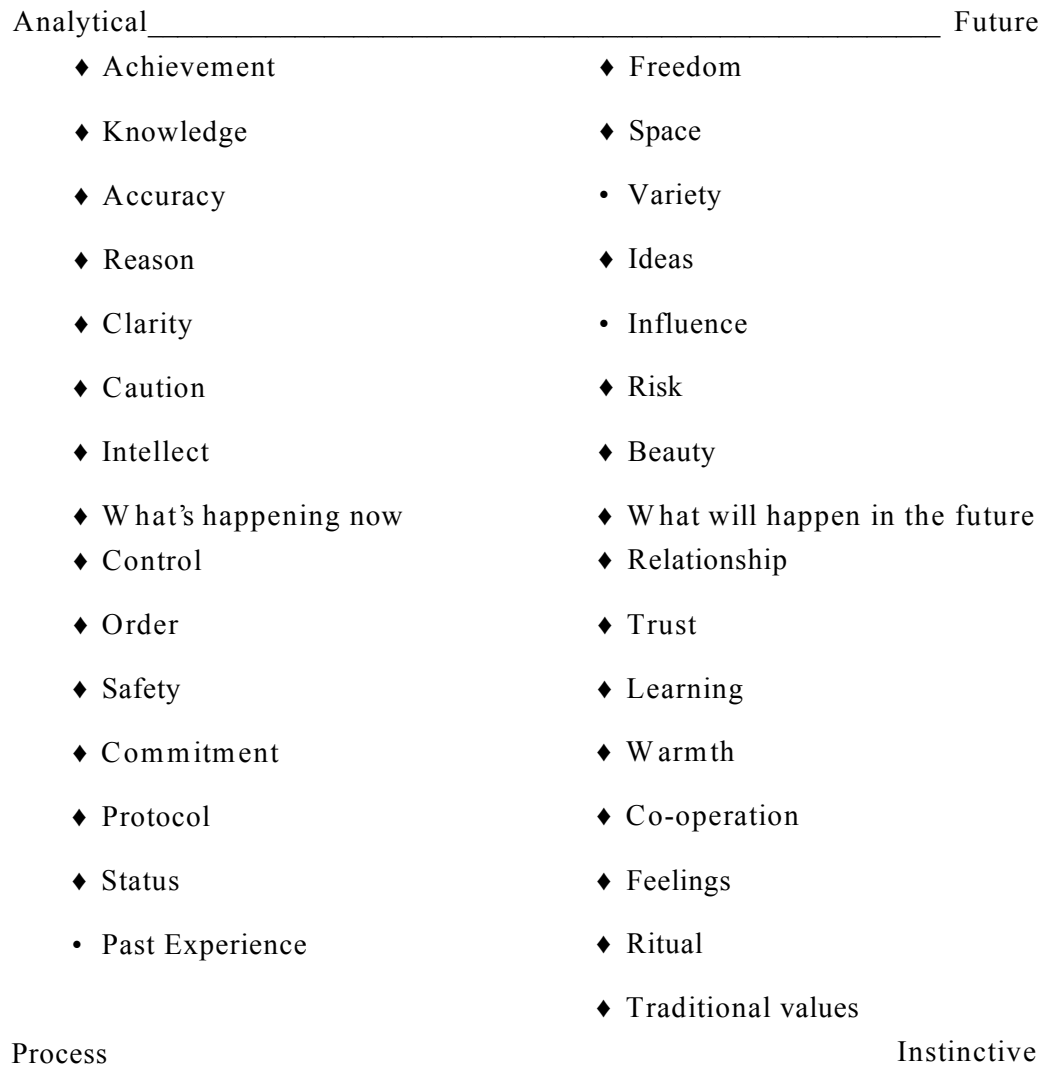 Analytical______________________________________________________ Future
♦ Achievement ♦ Freedom
♦ Knowledge ♦ Space
♦ Accuracy • Variety
♦ Reason ♦ Ideas
♦ Clarity • Influence
♦ Caution ♦ Risk
♦ Intellect ♦ Beauty
♦ What’s happening now ♦ What will happen in the future
♦ Control ♦ Relationship
♦ Order ♦ Trust
♦ Safety ♦ Learning
♦ Commitment ♦ Warmth
♦ Protocol ♦ Co-operation
♦ Status ♦ Feelings
• Past Experience ♦ Ritual
♦ Traditional values
Process Instinctive